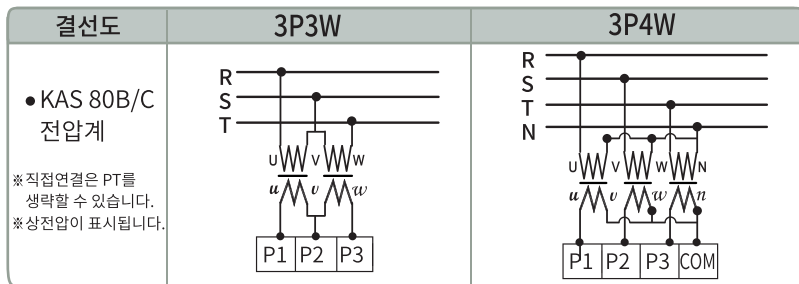 결선도
3P3W
3P4W
● KAS 80B/C
전압계
※ 직접연결은 PT를
생략할 수 있습니다.
※ 상전압이 표시됩니다.
R
S
T
U V W
u v w
P1 P2 P3
R
S
T
N
U V W N
u v w n
P1 P2 P3 COM